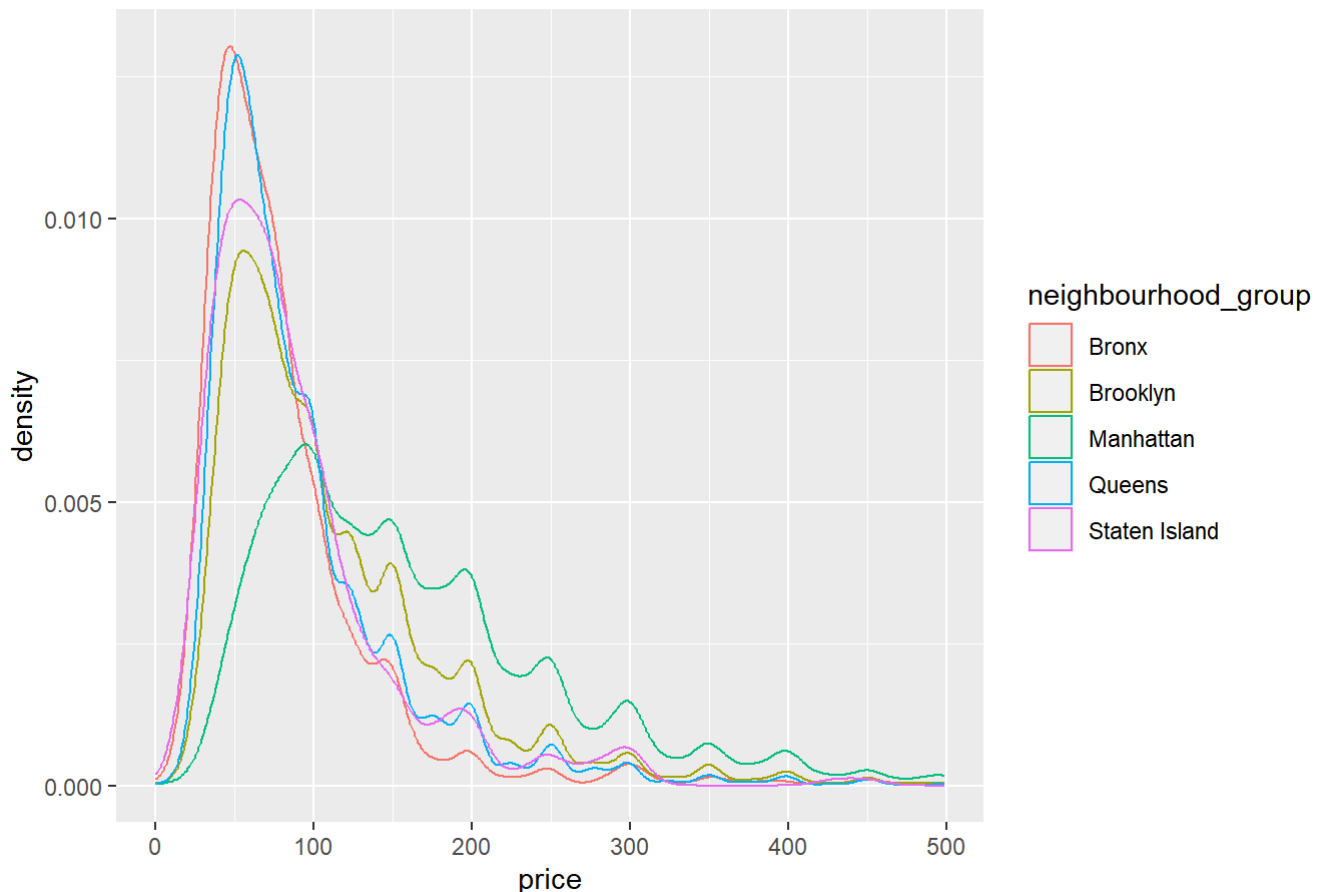 0.010
0.005
0.000
density
0
100
200
300
400
500
price
neighbourhood_group
Bronx
Brooklyn
Manhattan
Queens
Staten Island